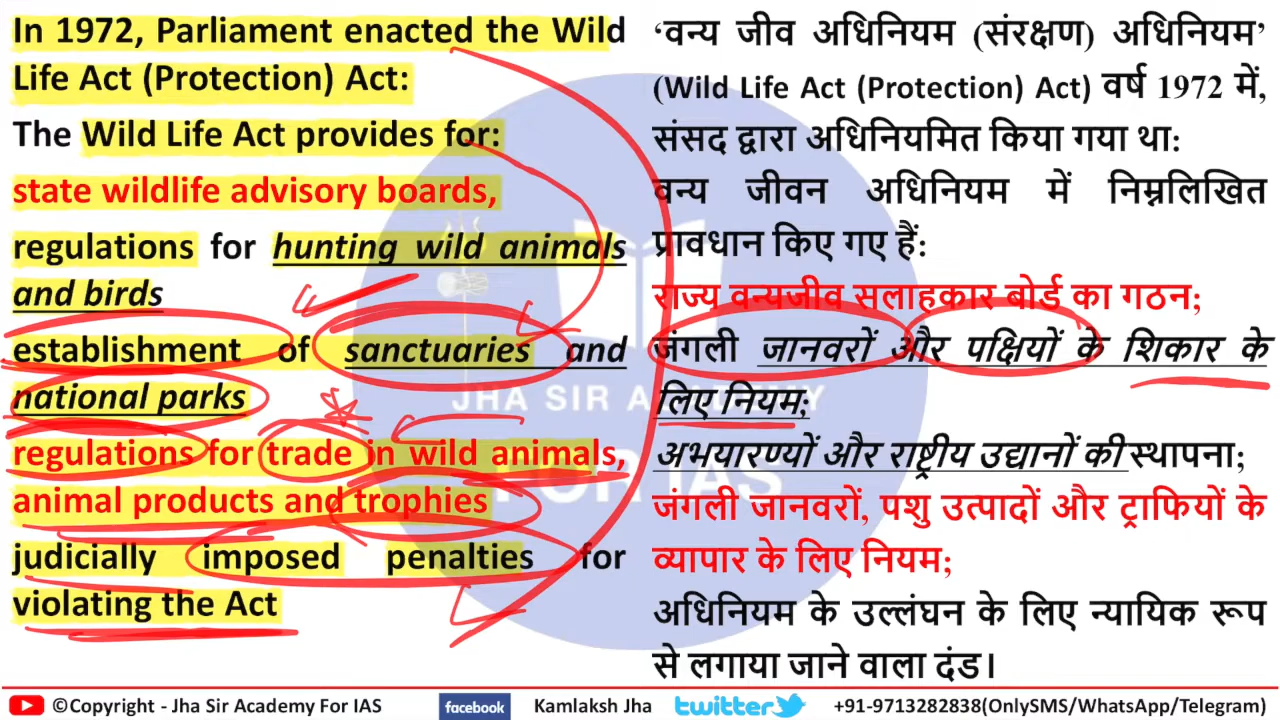 In 1972, Parliament enacted the Wild
Life Act (Protection) Act:
The Wild Life Act provides for:
state wildlife advisory boards,
regulations for hunting wild animals
and birds
establishment of sanctuaries and
national parks
regulations for trade in wild animals,
animal products and trophies
judicially imposed penalties for
violating the Act
‘वन्य जीव अधिनियम (संरक्षण) अधिनियम’
(Wild Life Act (Protection) Act) वर्ष 1972 में,
संसद द्वारा अधिनियमित किया गया था:
वन्य जीवन अधिनियम में निम्नलिखित
प्रावधान किए गए हैं:
राज्य वन्यजीव सलाहकार बोर्ड का गठन;
जंगली जानवरों और पक्षियों के शिकार के
लिए नियम;
अभयारण्यों और राष्ट्रीय उद्यानों की स्थापना;
जंगली जानवरों, पशु उत्पादों और ट्राफियों के
व्यापार के लिए नियम;
अधिनियम के उल्लंघन के लिए न्यायिक रूप
से लगाया जाने वाला दंड।
JHA SIR ACADEMY
FOR IAS
©Copyright - Jha Sir Academy For IAS facebook Kamlaksh Jha twitter +91-9713282838(OnlySMS/WhatsApp/Telegram)